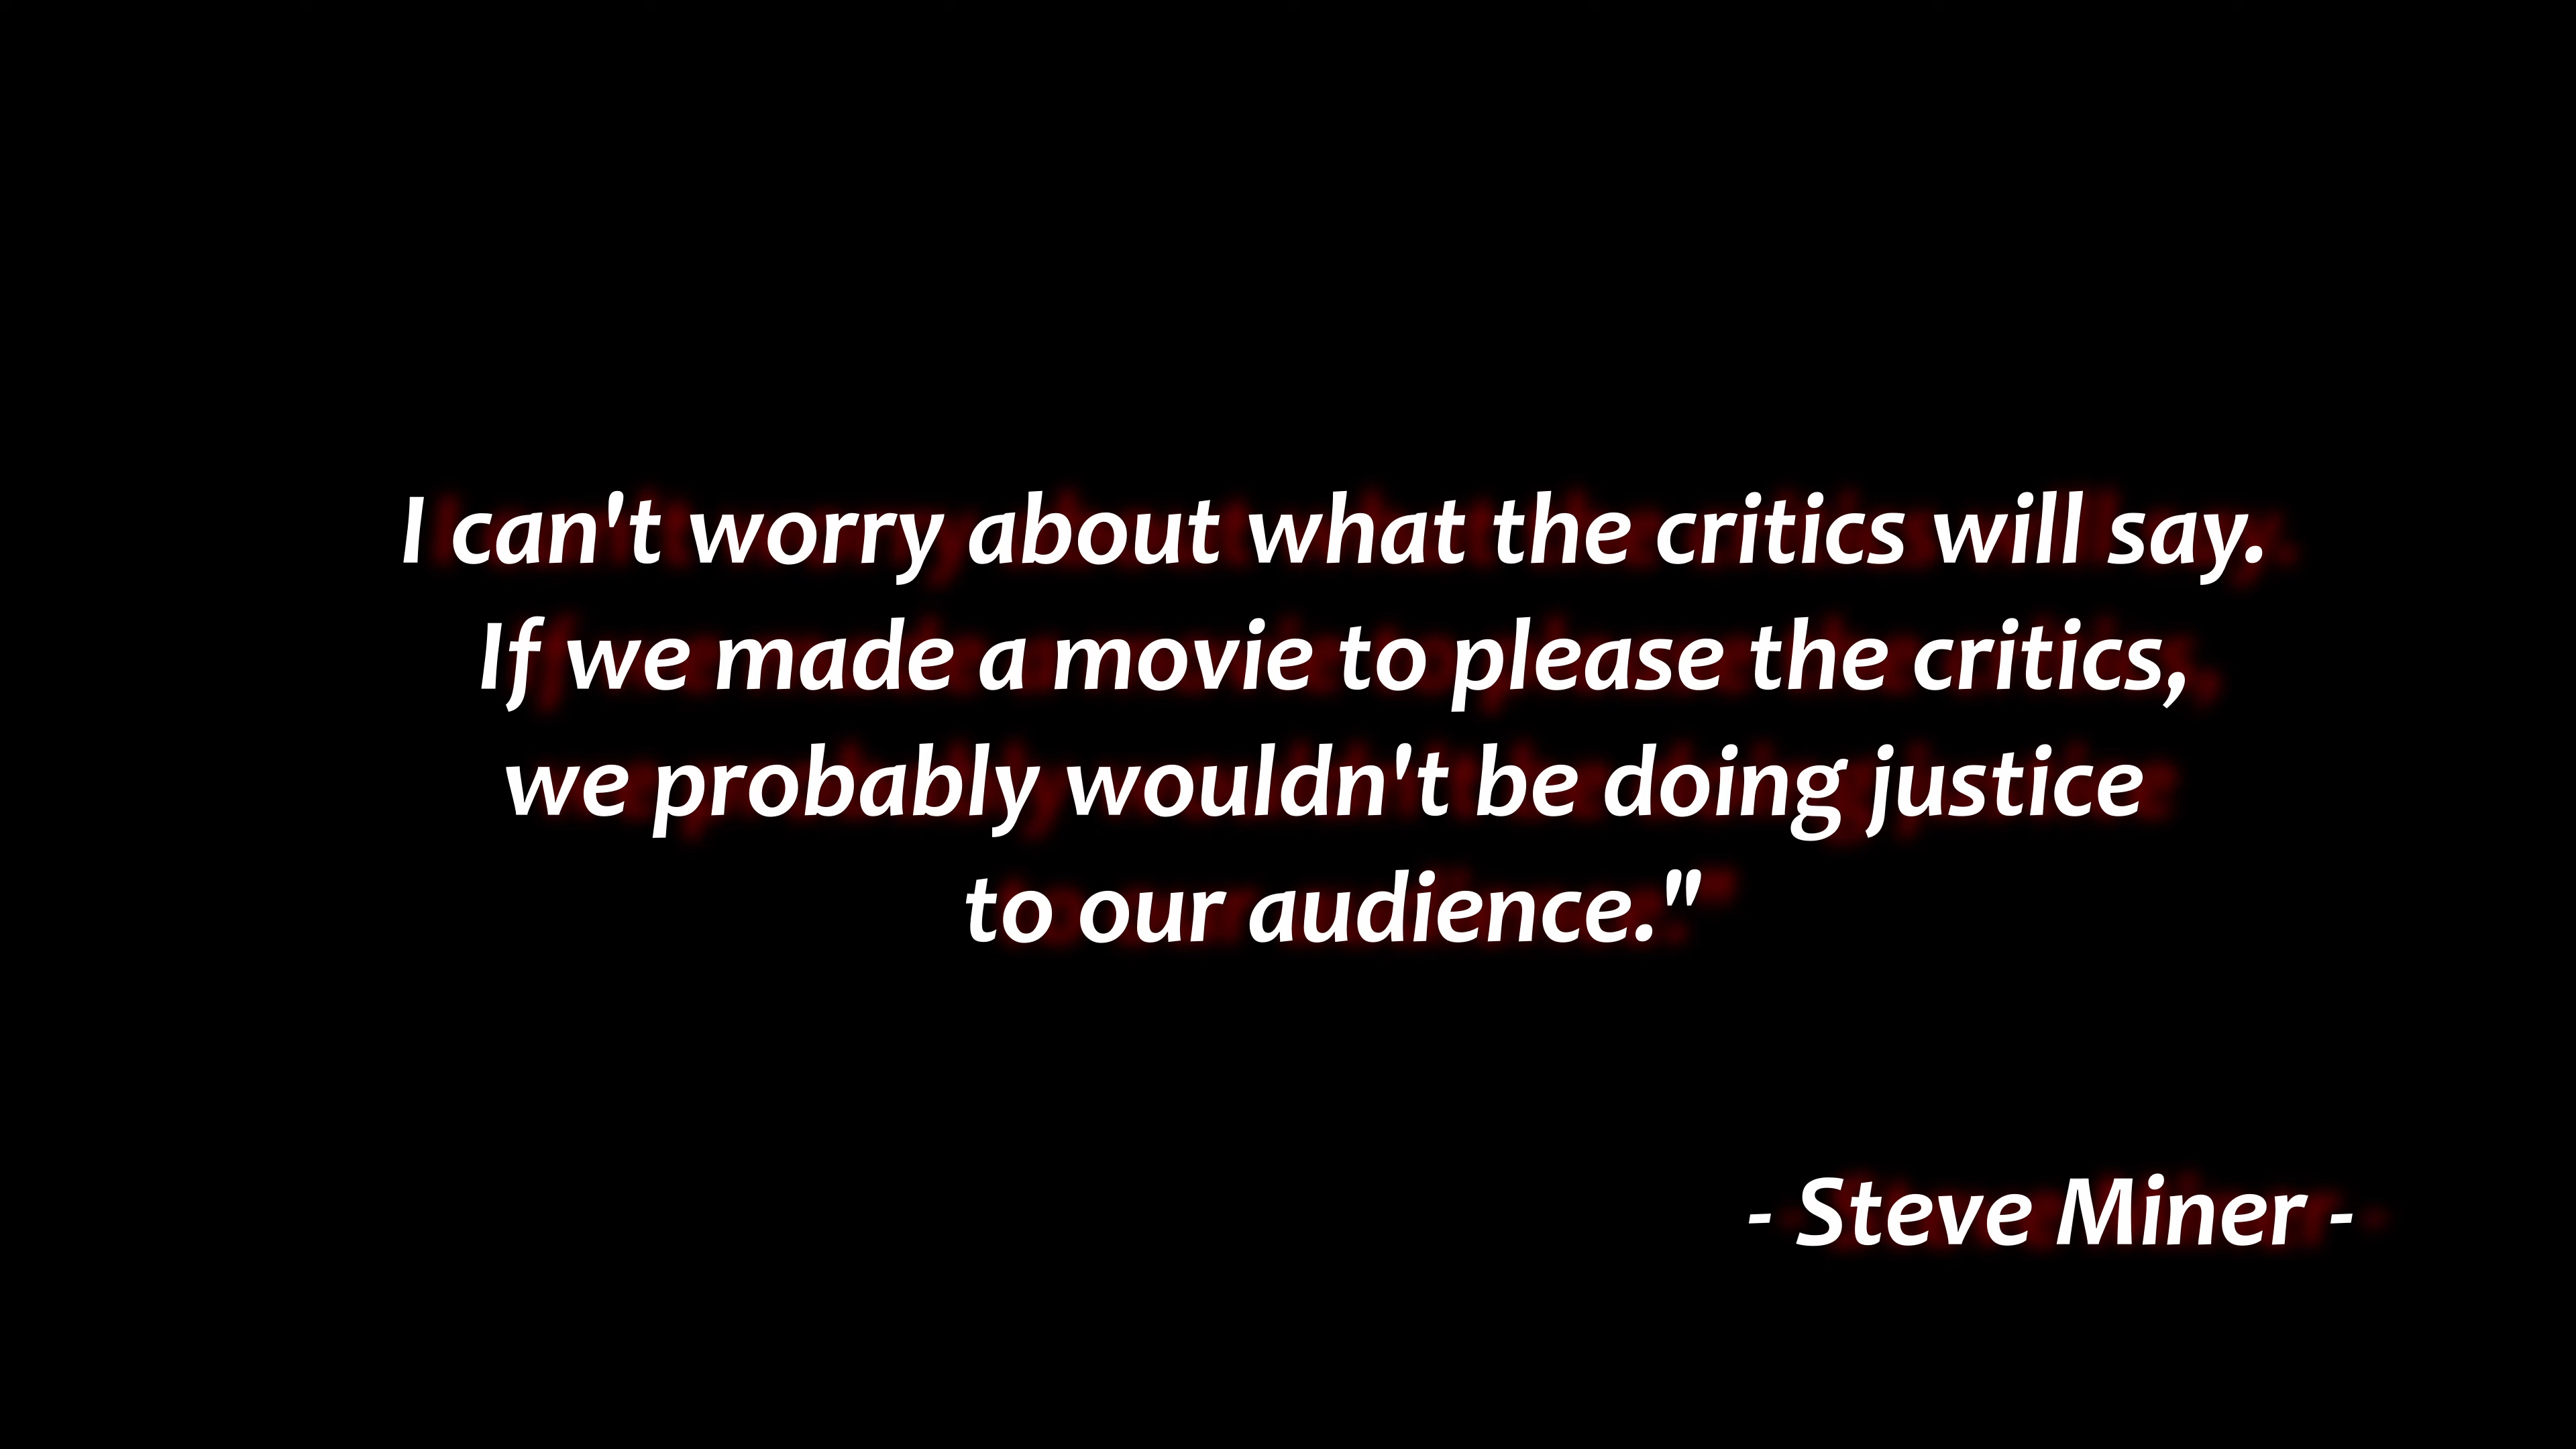 I can't worry about what the critics will say.
If we made a movie to please the critics,
we probably wouldn't be doing justice
to our audience."
- Steve Miner -